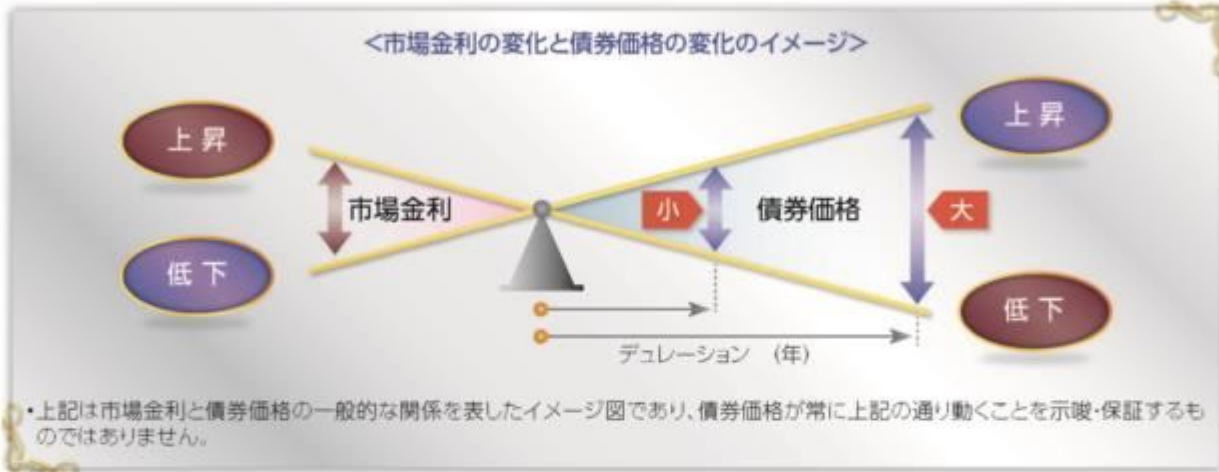 <市場金利の変化と債券価格の変化のイメージ>
上昇
上昇
市場金利
小
債券価格
大
低下
低下
デュレーション （年）
・上記は市場金利と債券価格の一般的な関係を表したイメージ図であり、債券価格が常に上記の通り動くことを示唆・保証するも
のではありません。